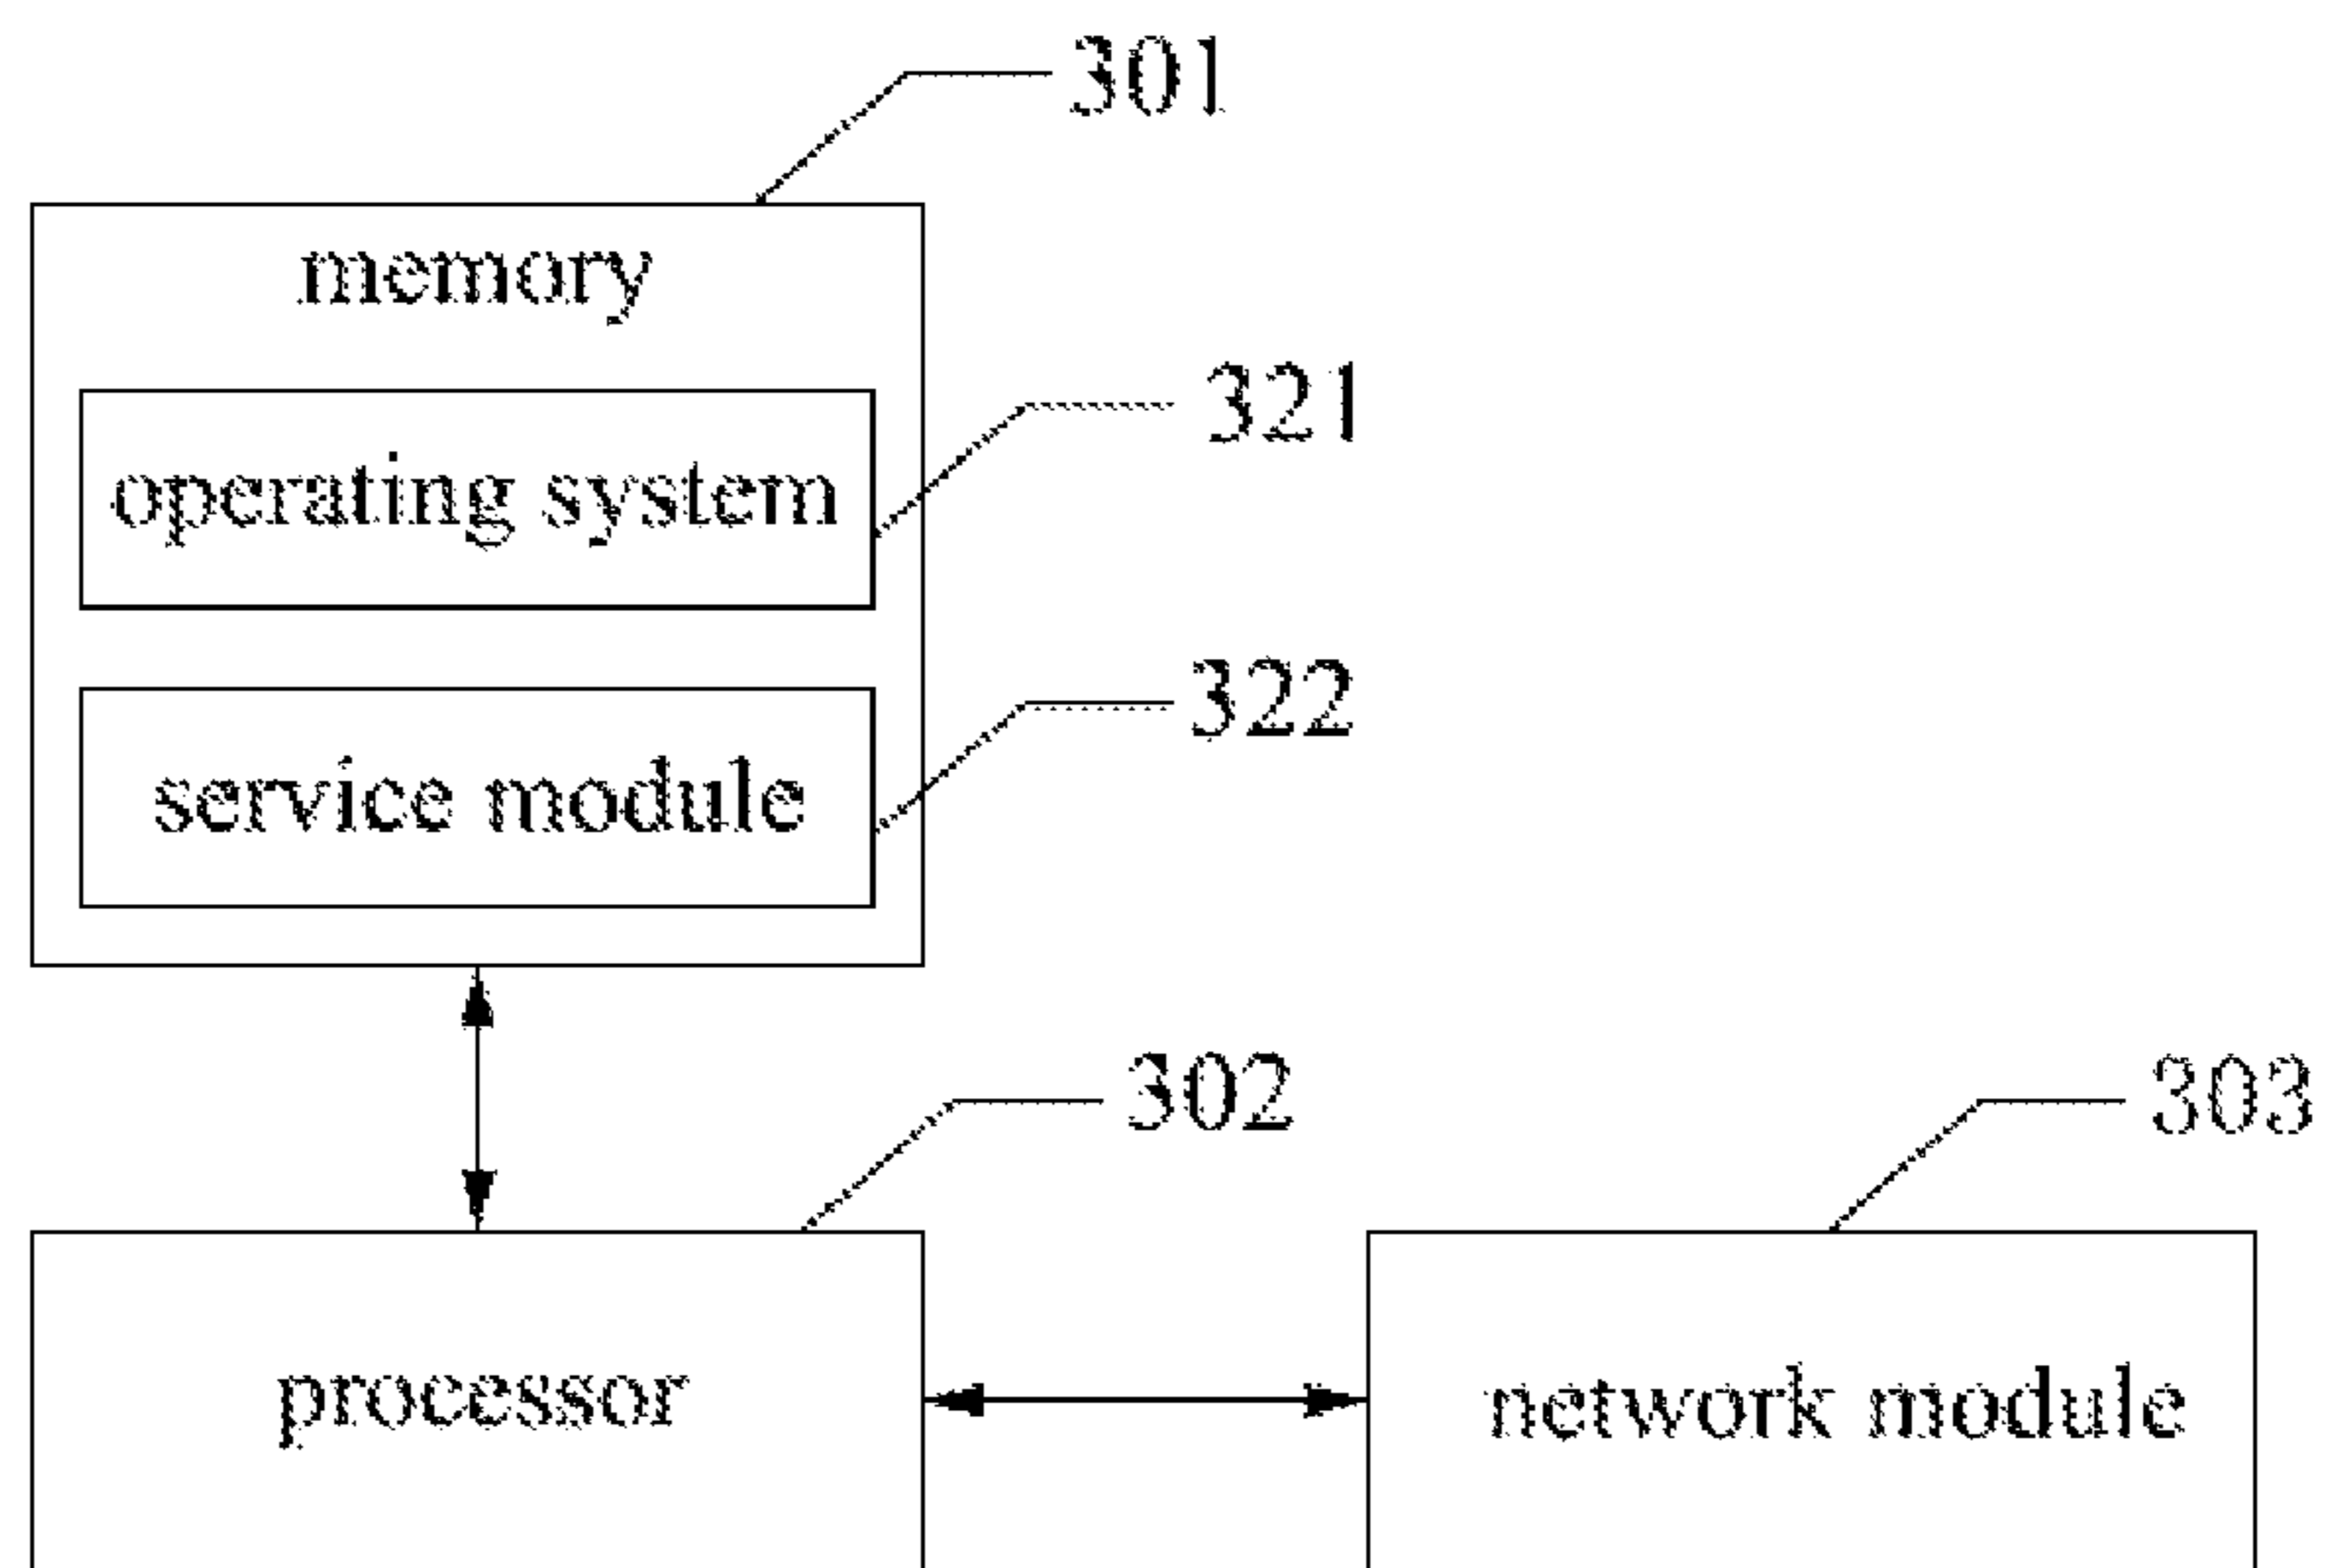 301
memory
321
operating system
322
service module
302
303
processor
network module